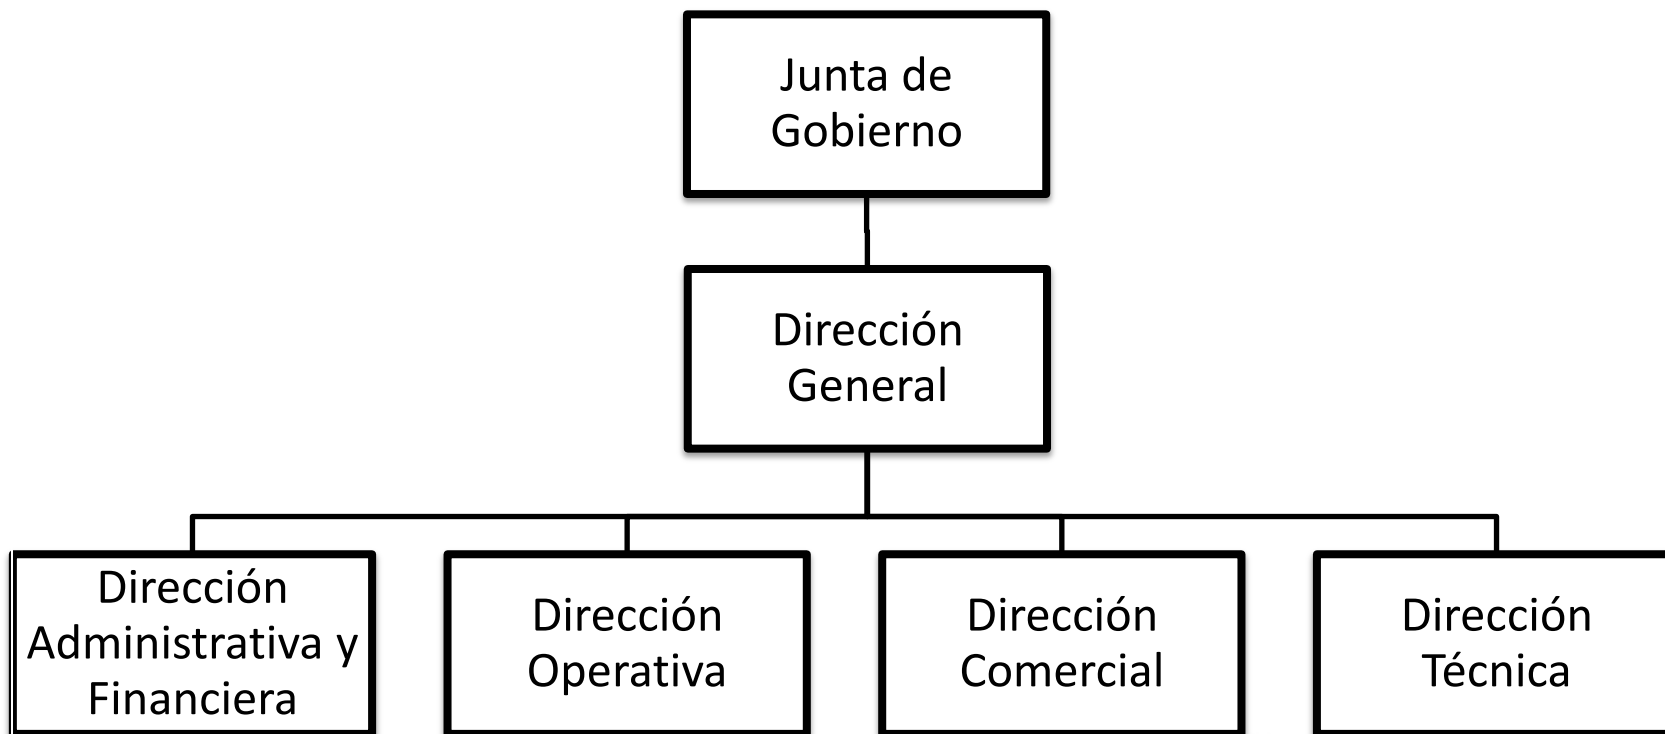 Junta de
Gobierno
Dirección
General
Dirección
Administrativa y
Financiera
Dirección
Operativa
Dirección
Comercial
Dirección
Técnica